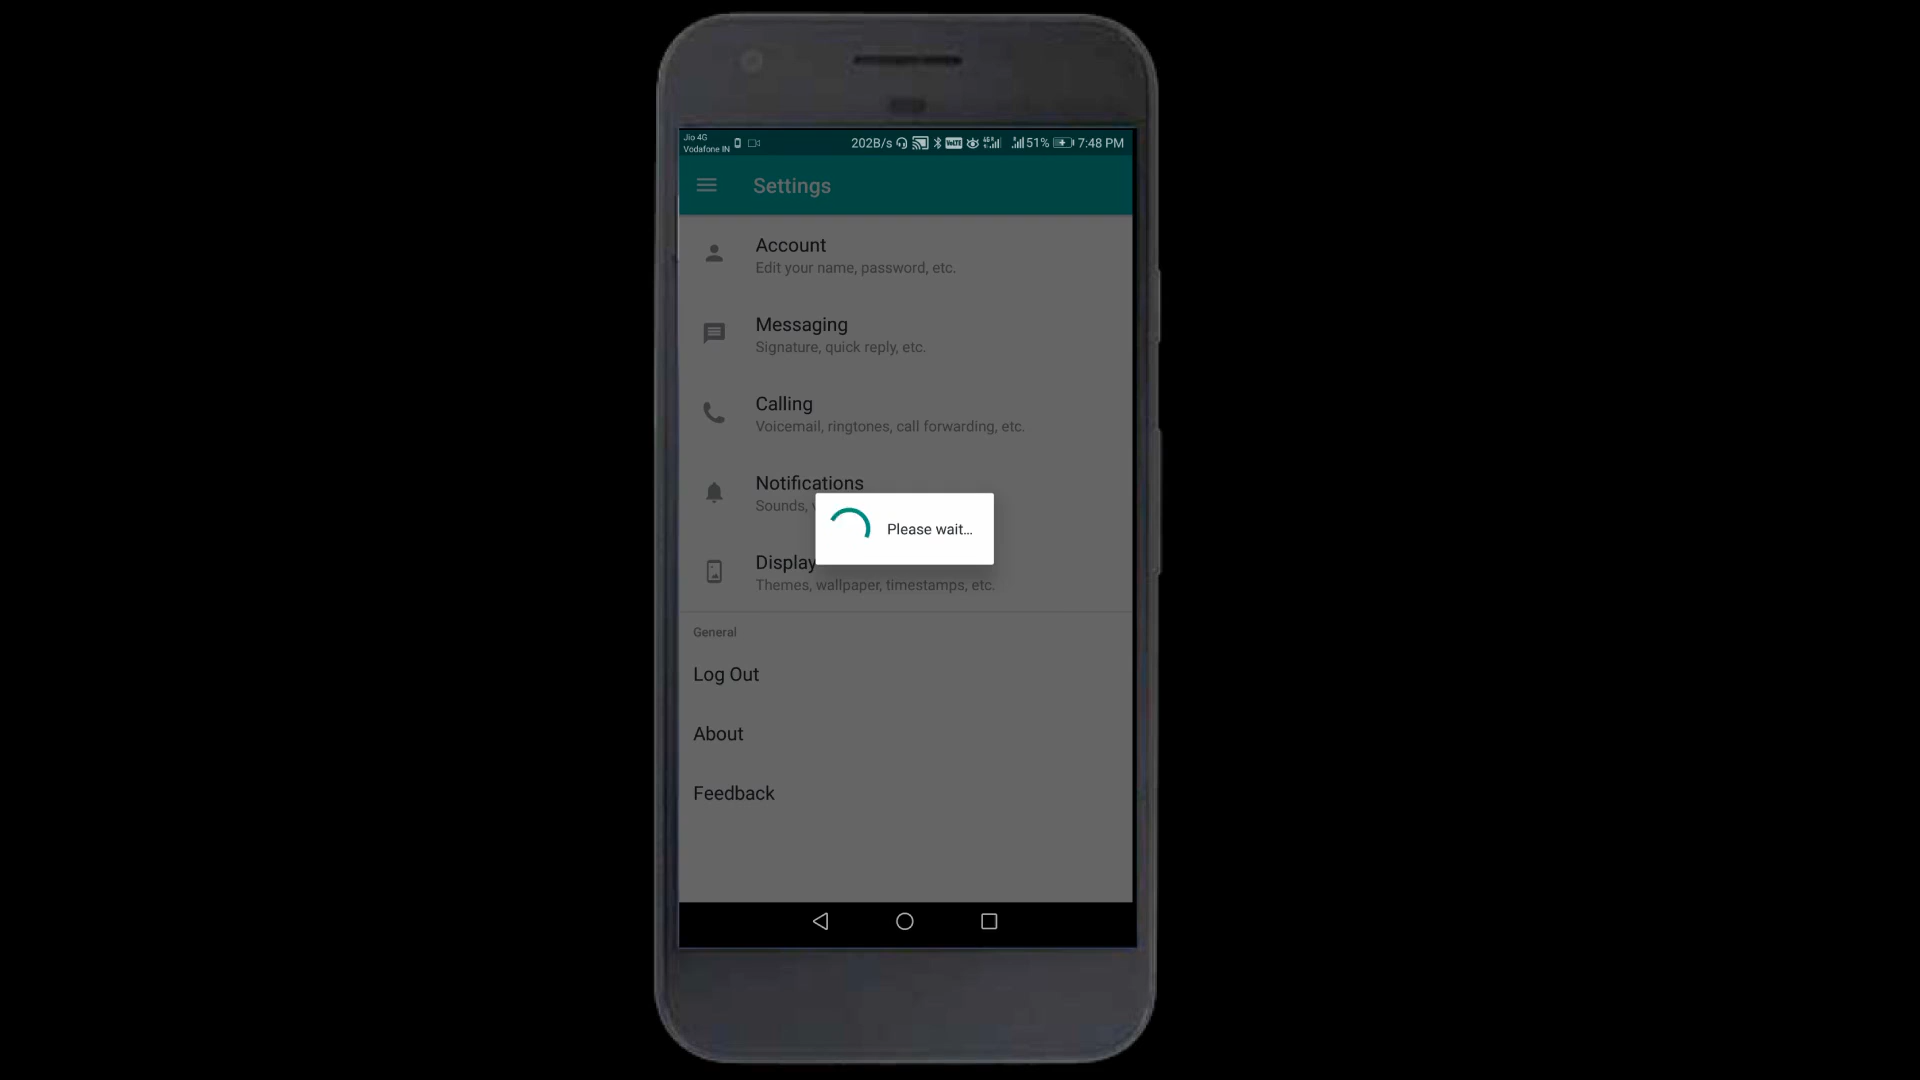 Jio 4G
Vodafone IN
202B/s VoLTE 51% 7:48 PM
Settings
Account
Edit your name, password, etc.
Messaging
Signature, quick reply, etc.
Calling
Voicemail, ringtones, call forwarding, etc.
Notifications
Sounds,
Please wait...
Display
Themes, wallpaper, timestamps, etc.
General
Log Out
About
Feedback